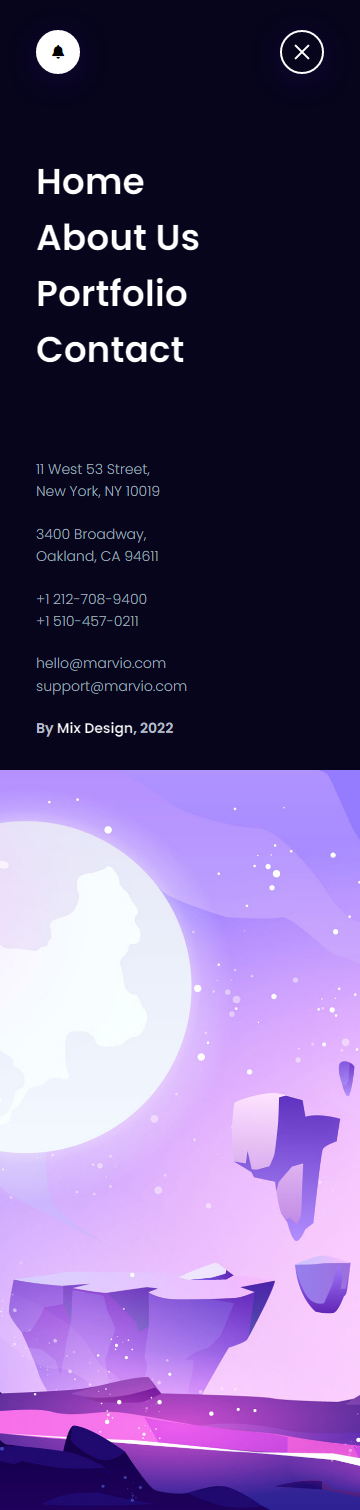 Home
About Us
Portfolio
Contact
11 West 53 Street,
New York, NY 10019
3400 Broadway,
Oakland, CA 94611
+1 212-708-9400
+1 510-457-0211
hello@marvio.com
support@marvio.com
By Mix Design, 2022